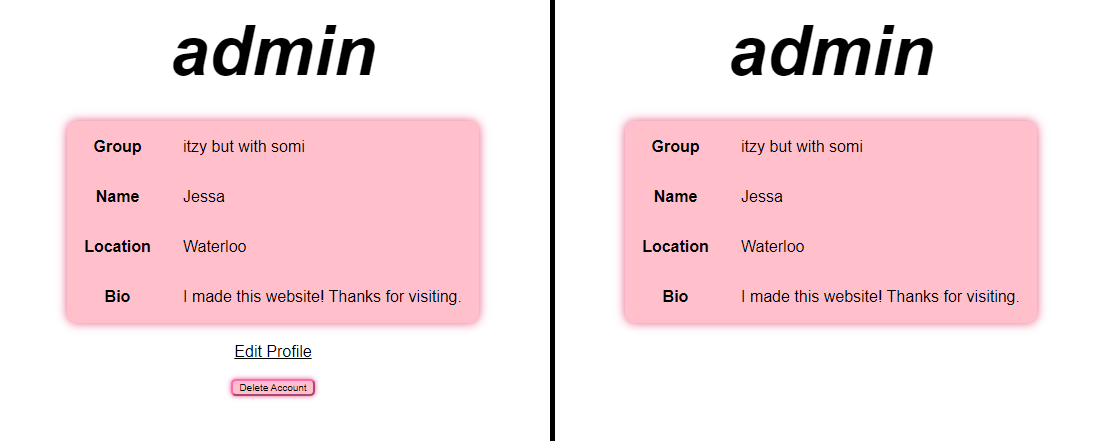 admin
Group itzy but with somi
Name Jessa
Location Waterloo
Bio I made this website! Thanks for visiting.
Edit Profile
Delete Account
admin
Group itzy but with somi
Name Jessa
Location Waterloo
Bio I made this website! Thanks for visiting.